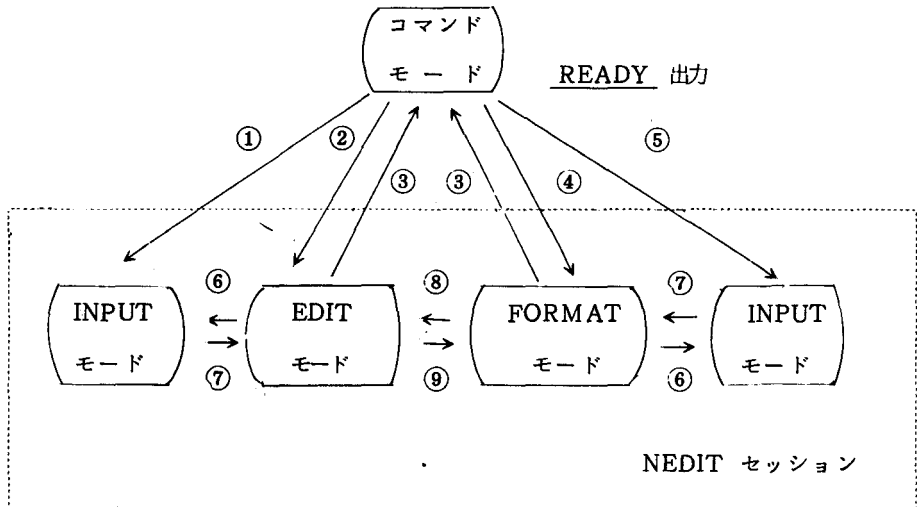 コマンド
モード
READY 出力
① ② ③ ③ ④ ⑤
⑥ ⑧ ⑦
INPUT EDIT FORMAT INPUT
モード モード モード モード
⑦ ⑨ ⑥
NEDIT セッション